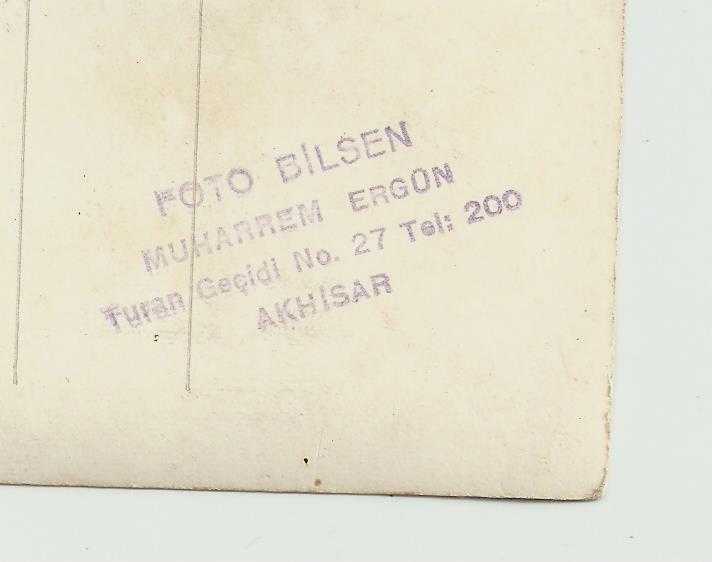 FOTO BİLSEN
MUHARREM ERGÜN
Turan Geçidi No. 27 Tel: 200
AKHİSAR